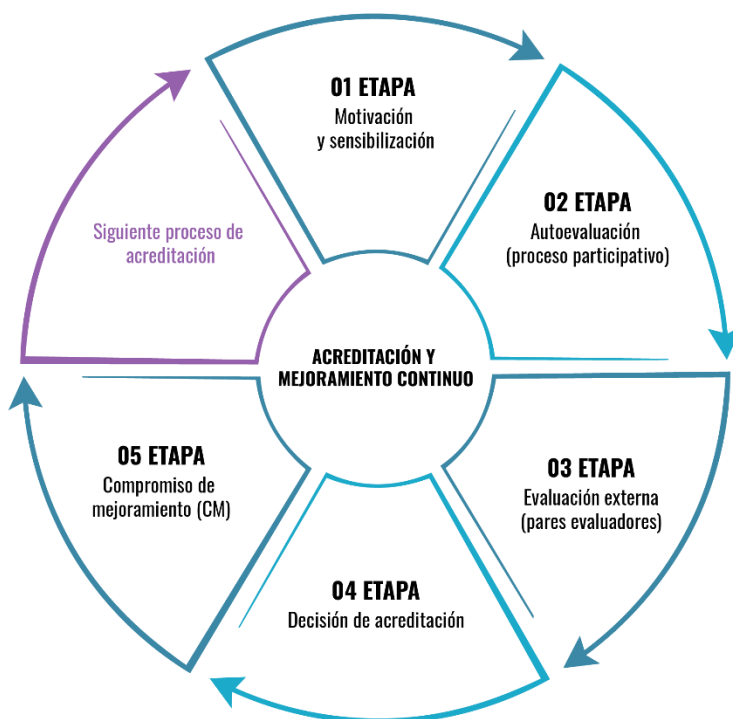 01 ETAPA
Motivación
y sensibilización
02 ETAPA
Autoevaluación
(proceso participativo)
03 ETAPA
Evaluación externa
(pares evaluadores)
04 ETAPA
Decisión de acreditación
05 ETAPA
Compromiso de
mejoramiento (CM)
Siguiente proceso de
acreditación
ACREDITACIÓN Y
MEJORAMIENTO CONTINUO